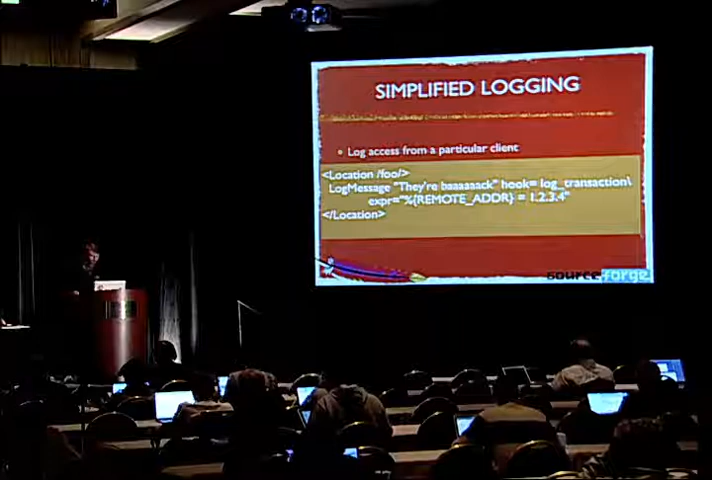 SIMPLIFIED LOGGING
Log access from a particular client
<Location /foo/>
LogMessage "They're baaaaaack" hook= log_transaction\
expr="%{REMOTE_ADDR} = 1.2.3.4"
</Location>
sourceforge